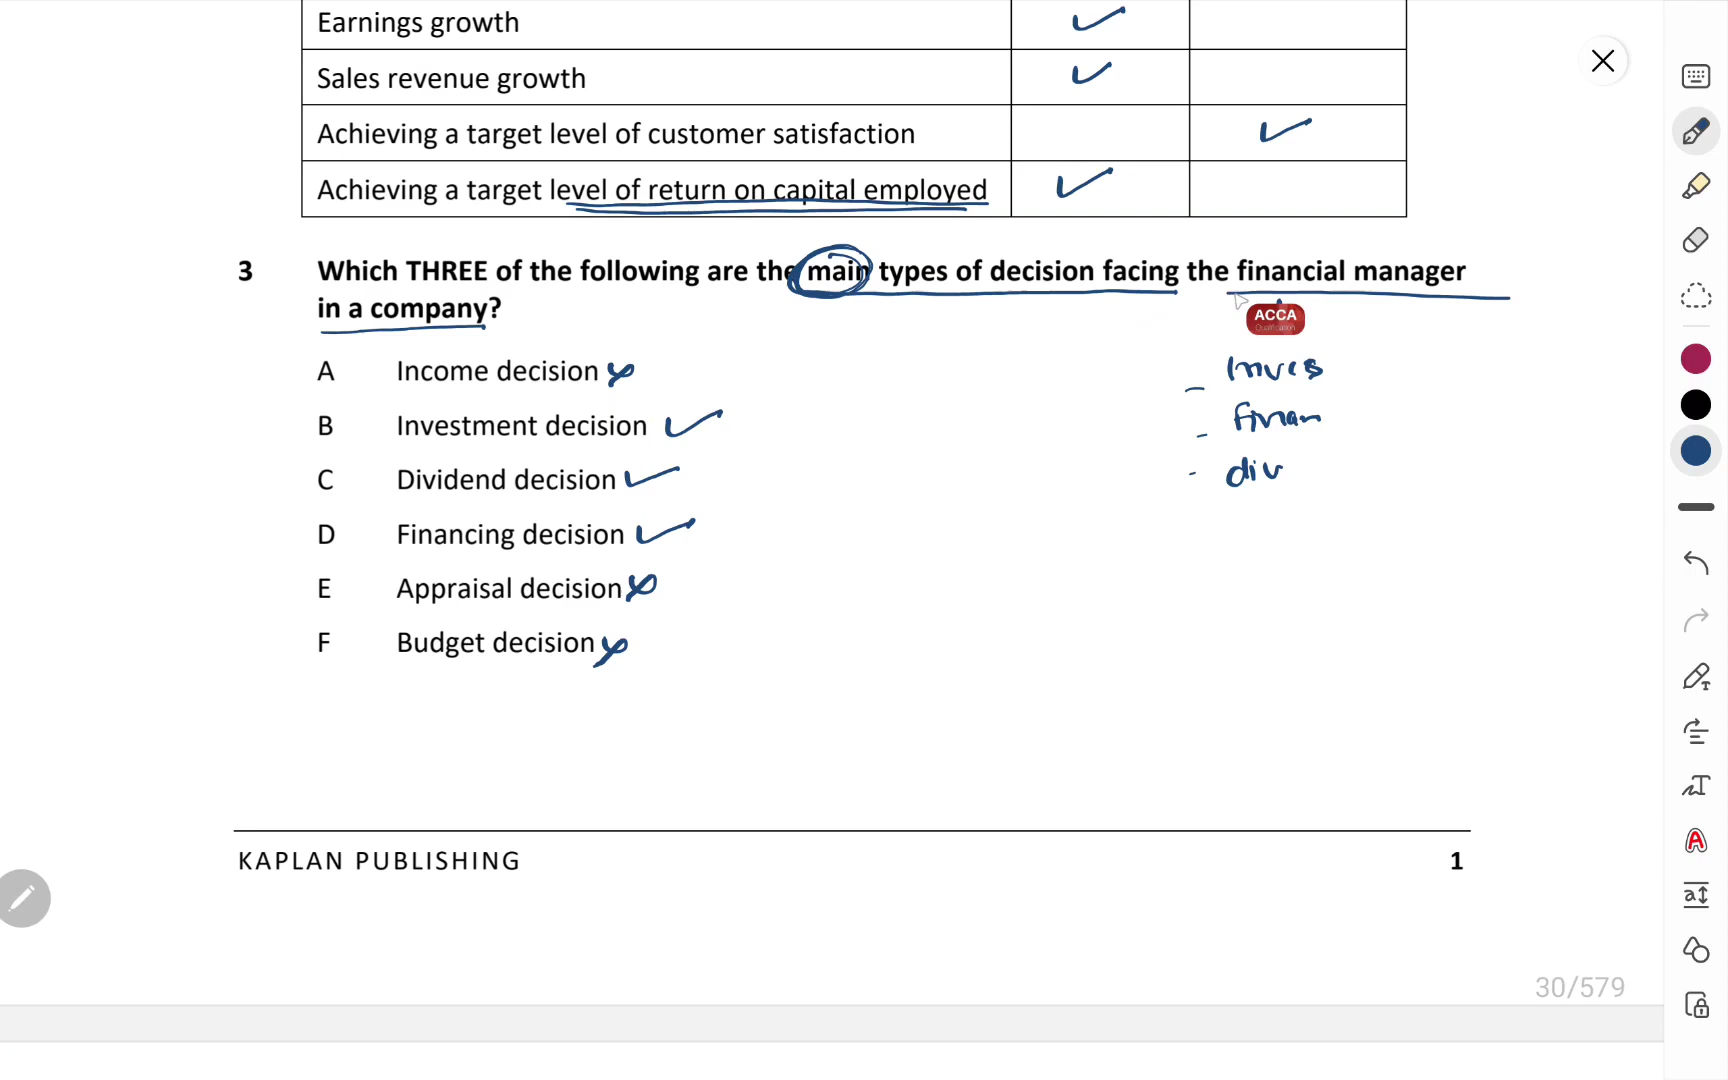 Earnings growth
Sales revenue growth
Achieving a target level of customer satisfaction
Achieving a target level of return on capital employed
3 Which THREE of the following are the main types of decision facing the financial manager
in a company?
ACCA
Qualification
A Income decision
B Investment decision
C Dividend decision
D Financing decision
E Appraisal decision
F Budget decision
- Inves
- Finan
- div
KAPLAN PUBLISHING 1
30/579